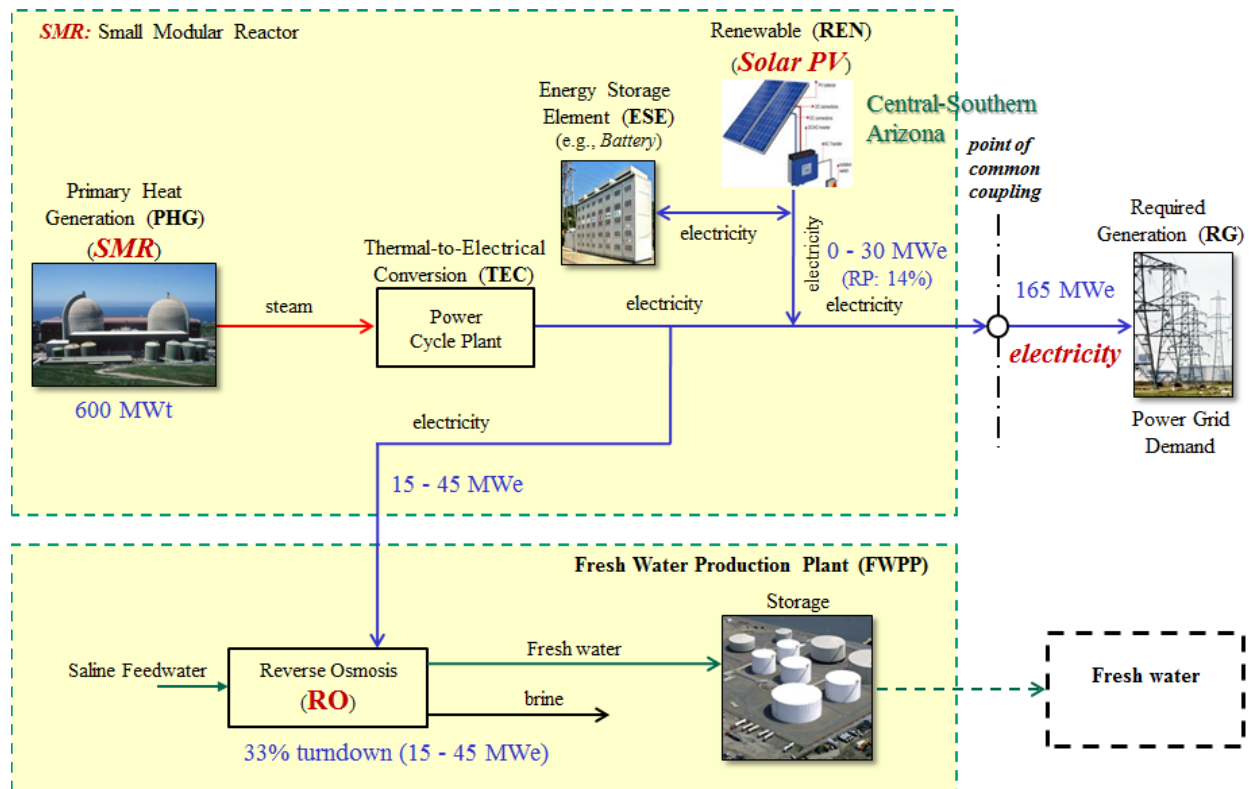 SMR: Small Modular Reactor
Renewable (REN)
(Solar PV)
Central-Southern
Arizona
Energy Storage
Element (ESE)
(e.g., Battery)
point of
common
coupling
Primary Heat
Generation (PHG)
(SMR)
Required
Generation (RG)
Thermal-to-Electrical
Conversion (TEC)
electricity
electricity
0 - 30 MWe
(RP: 14%)
165 MWe
steam
Power
Cycle Plant
electricity
electricity
electricity
600 MWt
Power Grid
Demand
electricity
15 - 45 MWe
Fresh Water Production Plant (FWPP)
Storage
Saline Feedwater
Reverse Osmosis
(RO)
Fresh water
brine
Fresh water
33% turndown (15 - 45 MWe)